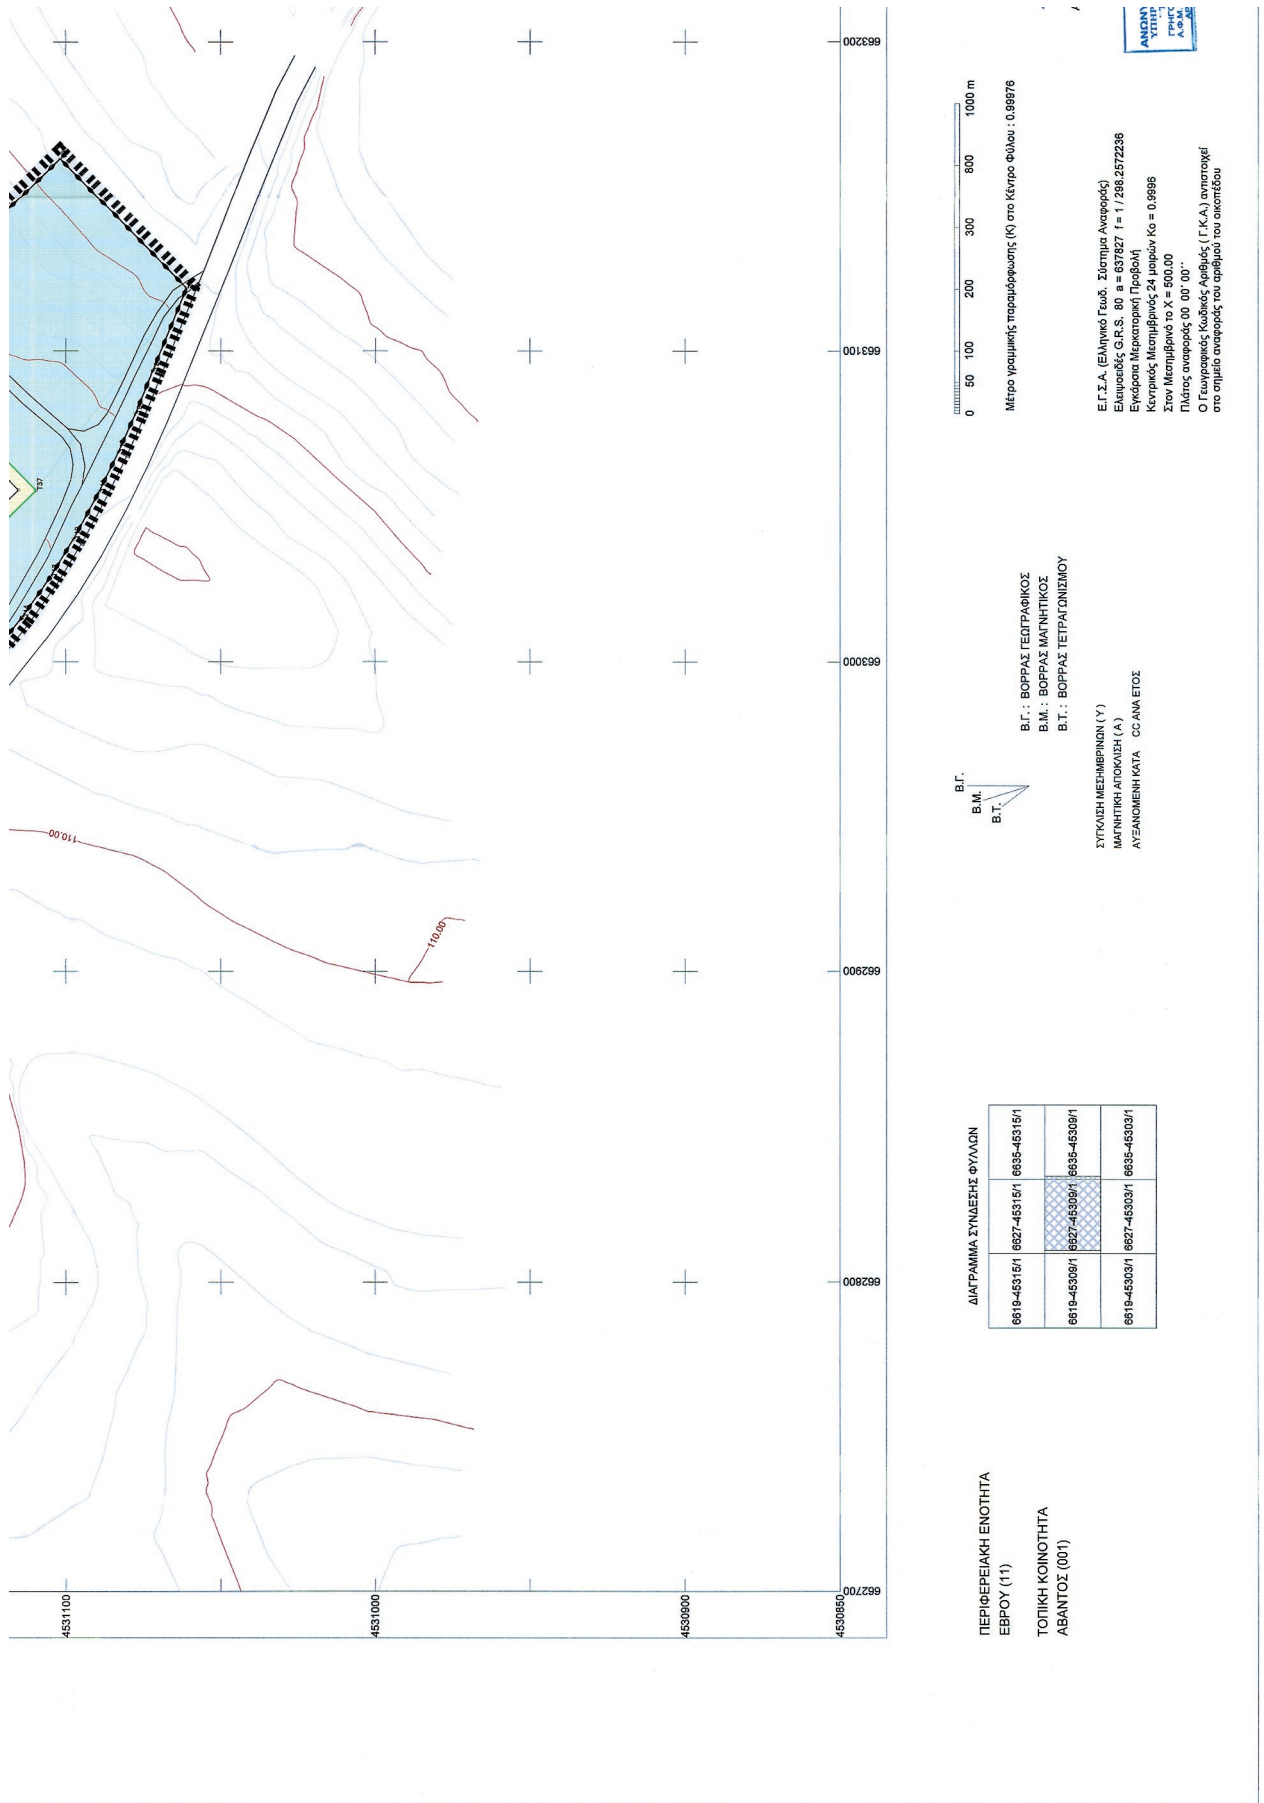 Τ37
110.00
110.00
663200
663100
663000
662900
662800
662700
4531100
4531000
4530900
4530850
ΠΕΡΙΦΕΡΕΙΑΚΗ ΕΝΟΤΗΤΑ
ΕΒΡΟΥ (11)
ΤΟΠΙΚΗ ΚΟΙΝΟΤΗΤΑ
ΑΒΑΝΤΟΣ (001)
ΔΙΑΓΡΑΜΜΑ ΣΥΝΔΕΣΗΣ ΦΥΛΛΩΝ
6619-45315/1 6627-45315/1 6635-45315/1
6619-45309/1 6627-45309/1 6635-45309/1
6619-45303/1 6627-45303/1 6635-45303/1
Β.Γ.
Β.Μ.
Β.Τ.
Β.Γ. : ΒΟΡΡΑΣ ΓΕΩΓΡΑΦΙΚΟΣ
Β.Μ. : ΒΟΡΡΑΣ ΜΑΓΝΗΤΙΚΟΣ
Β.Τ. : ΒΟΡΡΑΣ ΤΕΤΡΑΓΩΝΙΣΜΟΥ
ΣΥΓΚΛΙΣΗ ΜΕΣΗΜΒΡΙΝΩΝ ( Υ )
ΜΑΓΝΗΤΙΚΗ ΑΠΟΚΛΙΣΗ ( Α )
ΑΥΞΑΝΟΜΕΝΗ ΚΑΤΑ CC ΑΝΑ ΕΤΟΣ
0 50 100 200 300 800 1000 m
Μέτρο γραμμικής παραμόρφωσης (Κ) στο Κέντρο Φύλου : 0.99976
Ε.Γ.Σ.Α. (Ελληνικό Γεωδ. Σύστημα Αναφοράς)
Ελειψοειδές G.R.S. 80 a = 637827 f = 1 / 298.2572236
Εγκάρσια Μερκατορική Προβολή
Κεντρικός Μεσημβρινός 24 μοιρών Κο = 0.9996
Στον Μεσημβρινό το Χ = 500.00
Πλάτος αναφοράς 00 00΄ 00΄΄
Ο Γεωγραφικός Κωδικός Αριθμός ( Γ.Κ.Α.) αντιστοιχεί
στο σημείο αναφοράς του αριθμού του οικοπέδου
ΑΝΩΝΥ
ΥΠΗΡ
ΓΡΗΓΟ
Α.Φ.Μ.